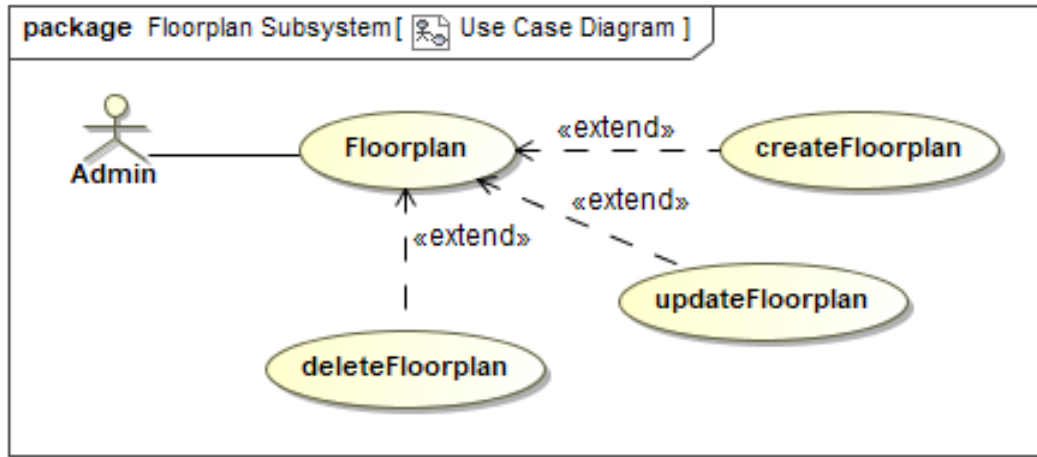 package Floorplan Subsystem[ Use Case Diagram ]
Admin
Floorplan
«extend»
createFloorplan
«extend»
«extend»
updateFloorplan
deleteFloorplan